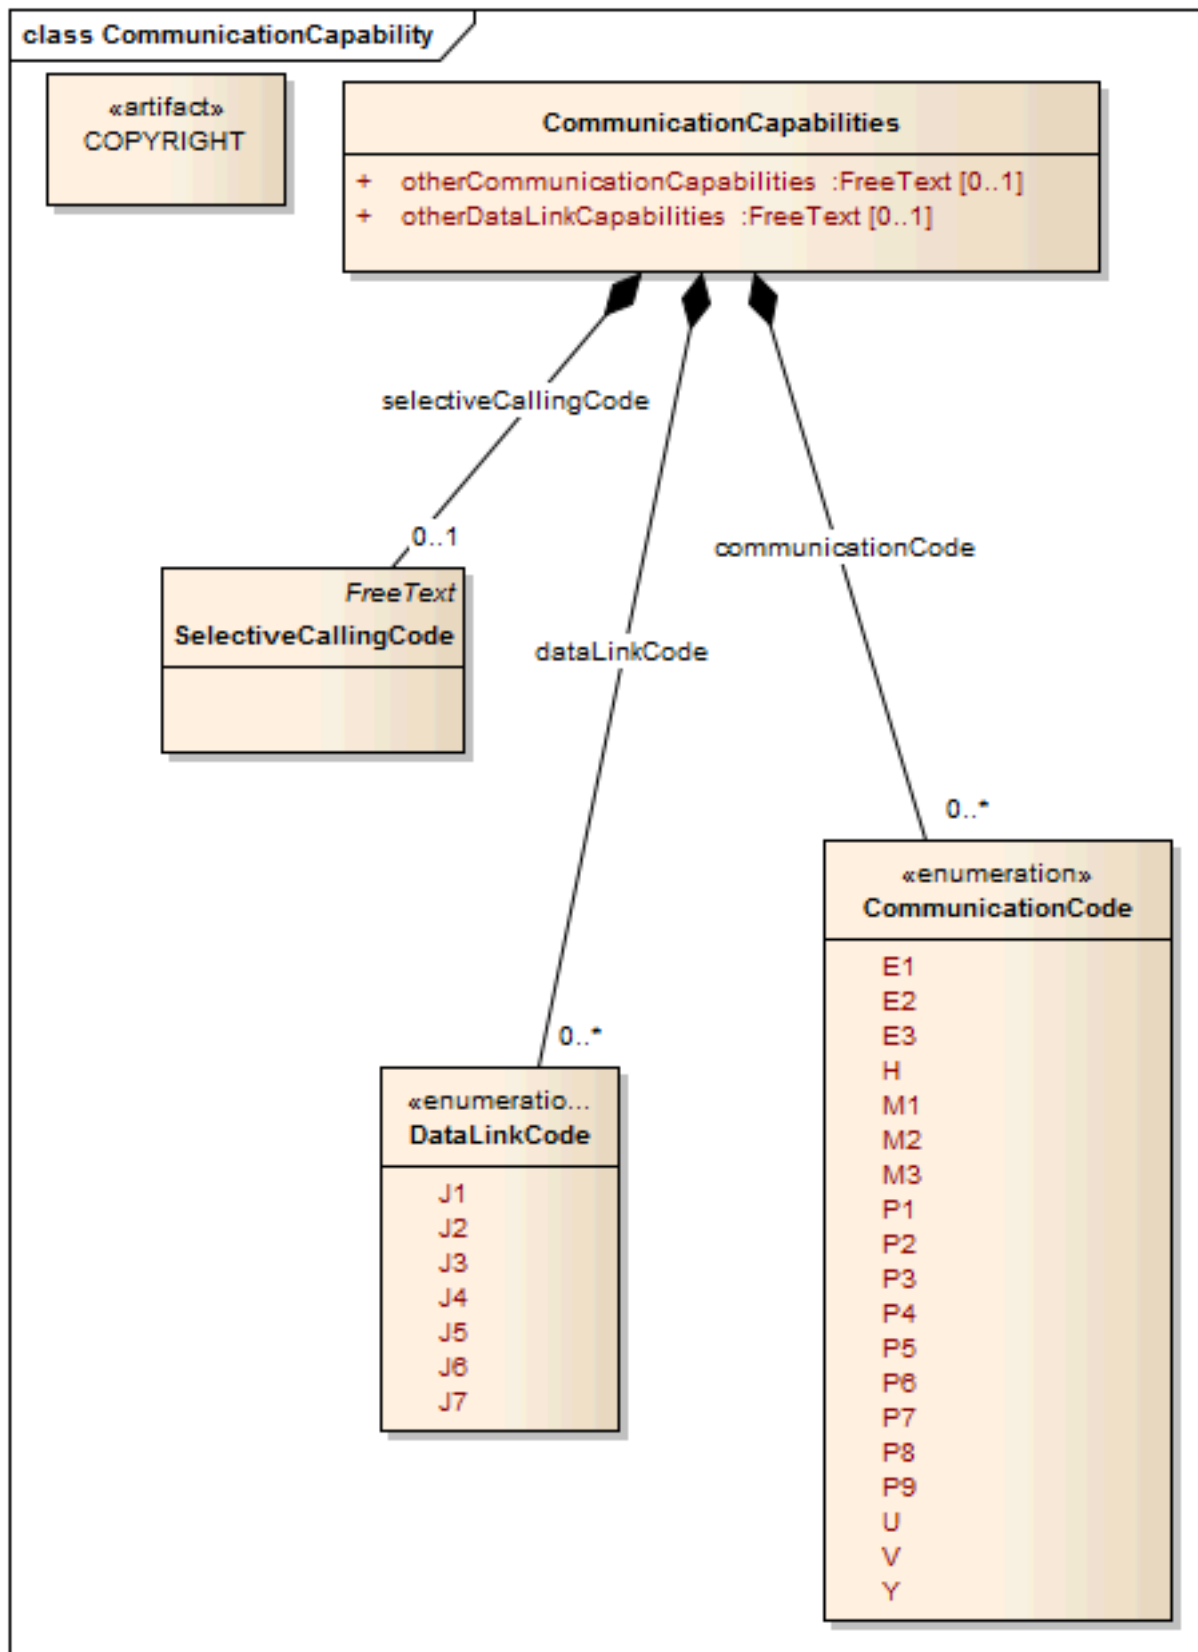 class CommunicationCapability
«artifact»
COPYRIGHT
CommunicationCapabilities
+ otherCommunicationCapabilities :FreeText [0..1]
+ otherDataLinkCapabilities :FreeText [0..1]
selectiveCallingCode
0..1
communicationCode
FreeText
SelectiveCallingCode
dataLinkCode
0..*
«enumeration»
CommunicationCode
E1
E2
E3
H
M1
M2
M3
P1
P2
P3
P4
P5
P6
P7
P8
P9
U
V
Y
0..*
«enumeratio...
DataLinkCode
J1
J2
J3
J4
J5
J6
J7